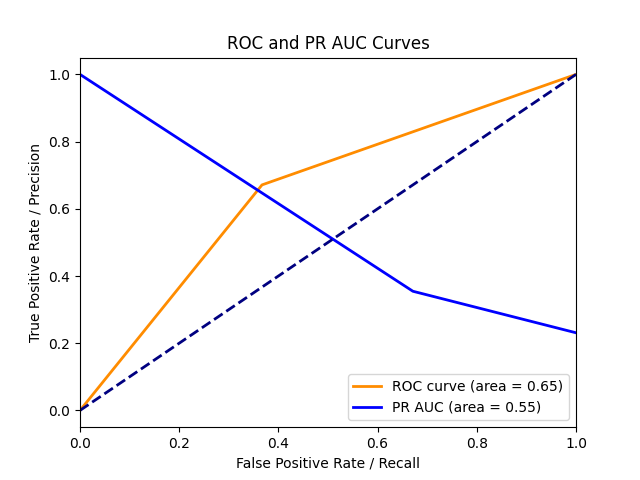 ROC and PR AUC Curves
True Positive Rate / Precision
1.0
0.8
0.6
0.4
0.2
0.0
ROC curve (area = 0.65)
PR AUC (area = 0.55)
0.0 0.2 0.4 0.6 0.8 1.0
False Positive Rate / Recall